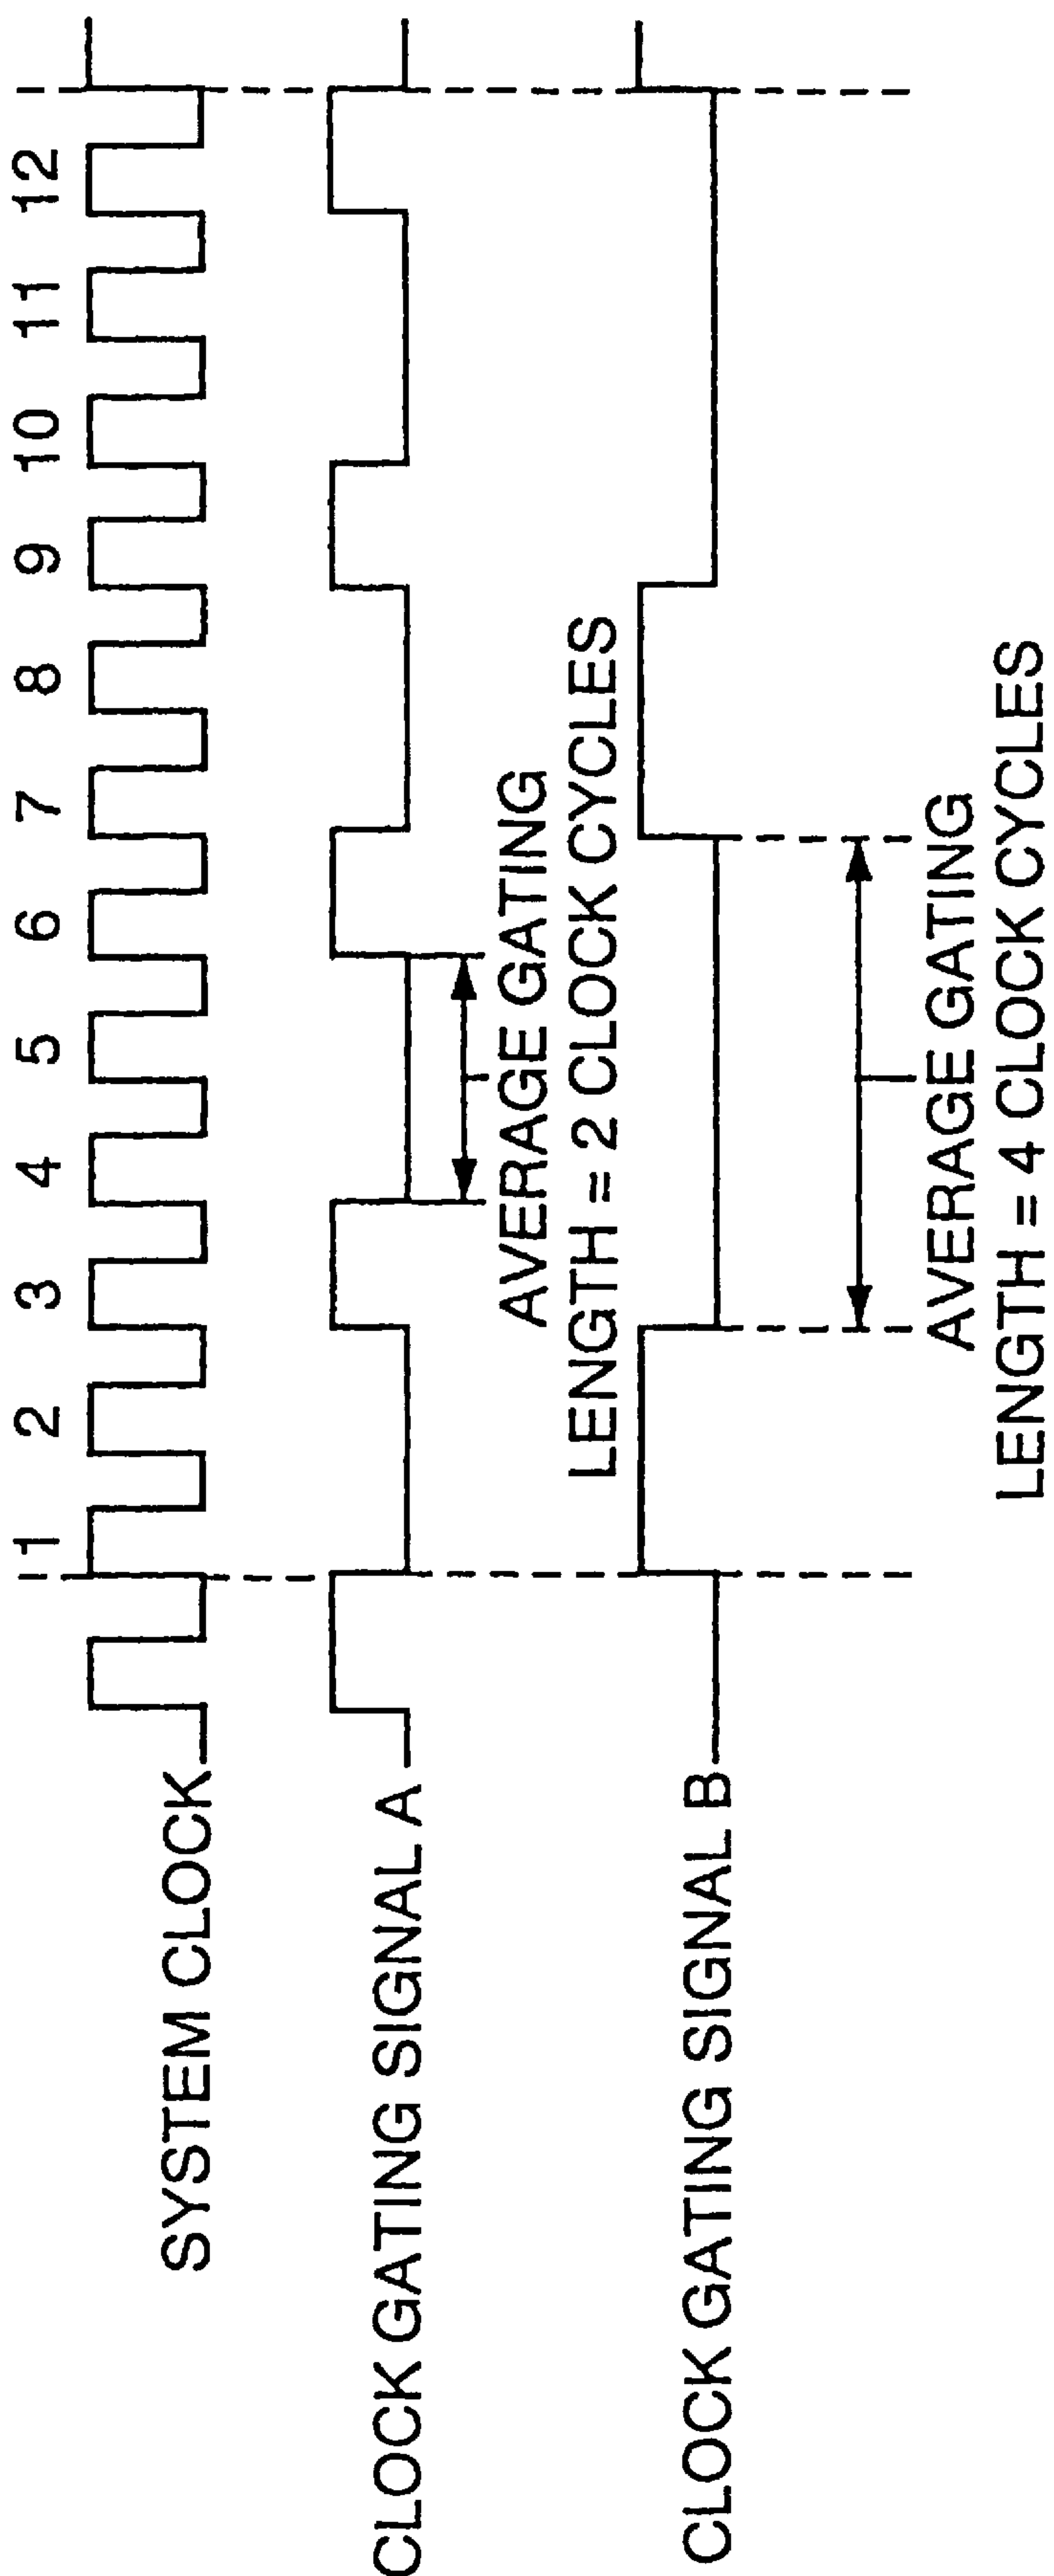 1 2 3 4 5 6 7 8 9 10 11 12
SYSTEM CLOCK
CLOCK GATING SIGNAL A
AVERAGE GATING
LENGTH = 2 CLOCK CYCLES
CLOCK GATING SIGNAL B
AVERAGE GATING
LENGTH = 4 CLOCK CYCLES